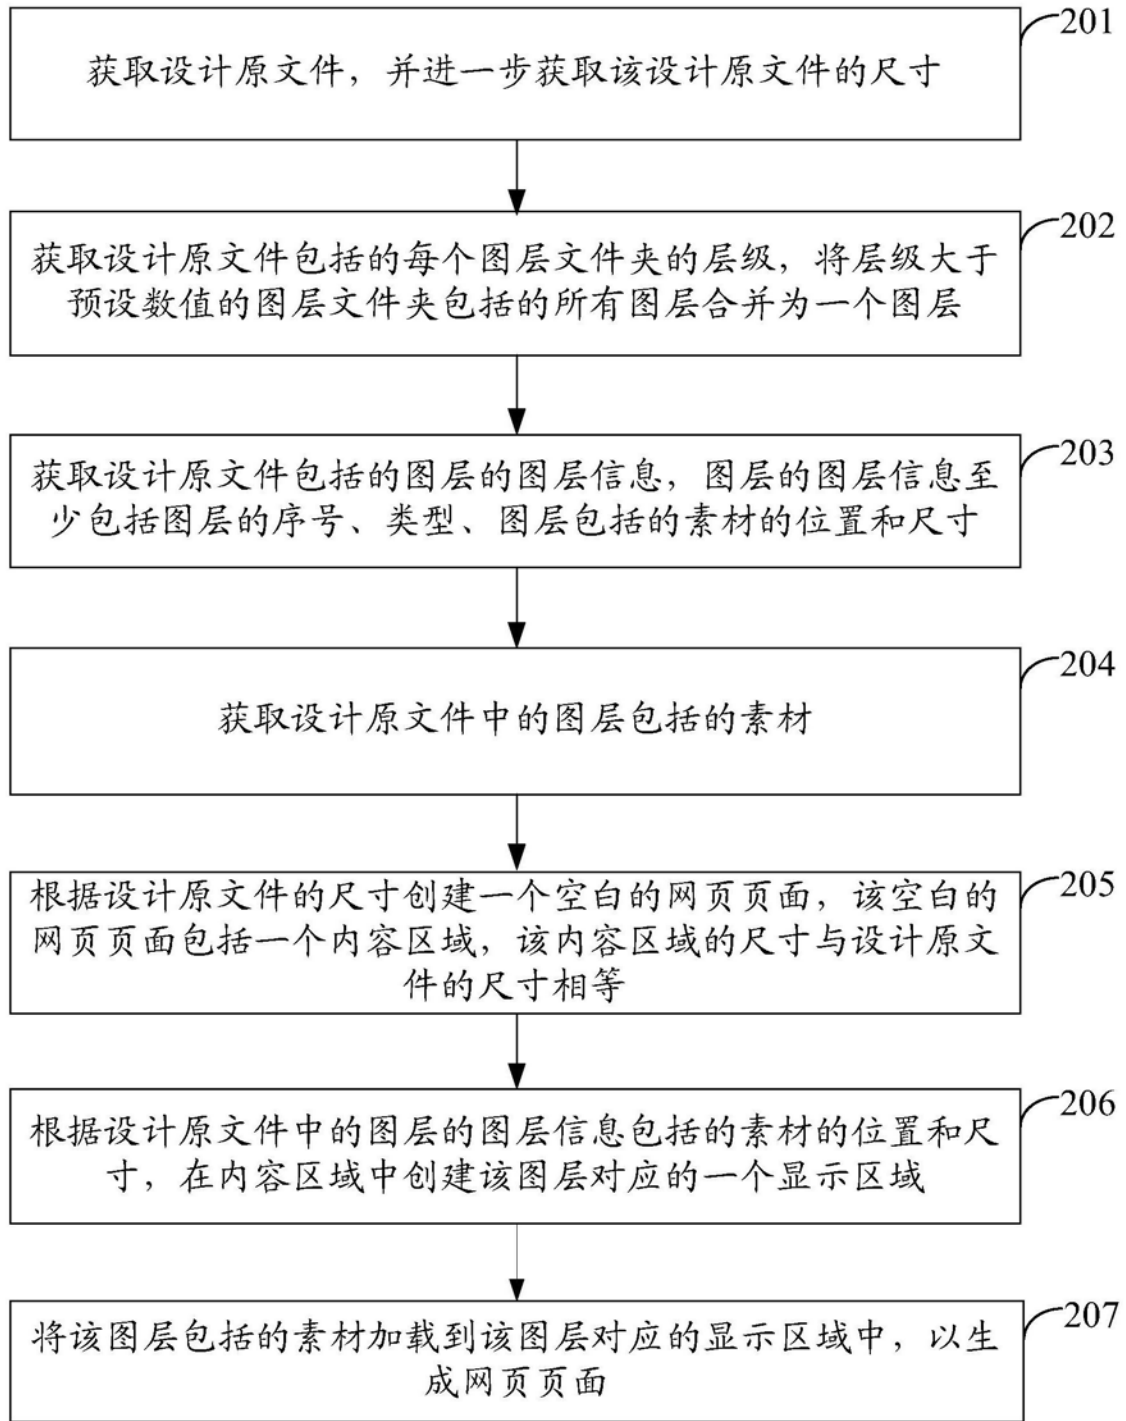 201
获取设计原文件，并进一步获取该设计原文件的尺寸
202
获取设计原文件包括的每个图层文件夹的层级，将层级大于
预设数值的图层文件夹包括的所有图层合并为一个图层
203
获取设计原文件包括的图层的图层信息，图层的图层信息至
少包括图层的序号、类型、图层包括的素材的位置和尺寸
204
获取设计原文件中的图层包括的素材
205
根据设计原文件的尺寸创建一个空白的网页页面，该空白的
网页页面包括一个内容区域，该内容区域的尺寸与设计原文
件的尺寸相等
206
根据设计原文件中的图层的图层信息包括的素材的位置和尺
寸，在内容区域中创建该图层对应的一个显示区域
207
将该图层包括的素材加载到该图层对应的显示区域中，以生
成网页页面